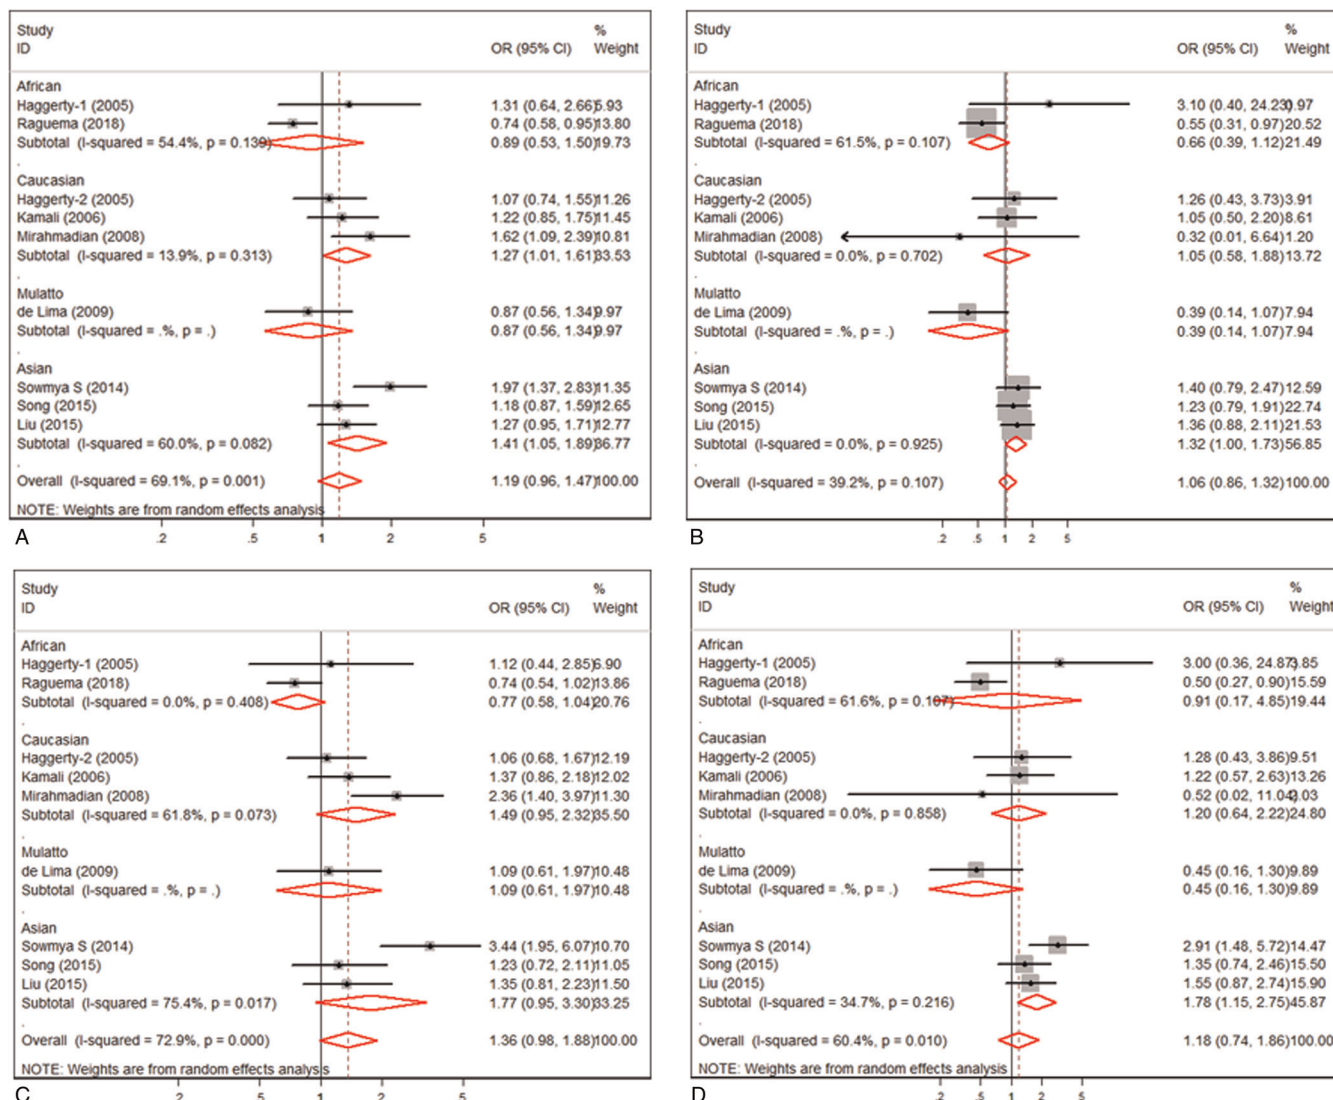 Study %
ID OR (95% CI) Weight
African
Haggerty-1 (2005) 1.31 (0.64, 2.66) 5.93
Raguema (2018) 0.74 (0.58, 0.95) 13.80
Subtotal (I-squared = 54.4%, p = 0.139) 0.89 (0.53, 1.50) 19.73
.
Caucasian
Haggerty-2 (2005) 1.07 (0.74, 1.55) 11.26
Kamali (2006) 1.22 (0.85, 1.75) 11.45
Mirahmadian (2008) 1.62 (1.09, 2.39) 10.81
Subtotal (I-squared = 13.9%, p = 0.313) 1.27 (1.01, 1.61) 33.53
.
Mulatto
de Lima (2009) 0.87 (0.56, 1.34) 9.97
Subtotal (I-squared = .%, p = .) 0.87 (0.56, 1.34) 9.97
.
Asian
Sowmya S (2014) 1.97 (1.37, 2.83) 11.35
Song (2015) 1.18 (0.87, 1.59) 12.65
Liu (2015) 1.27 (0.95, 1.71) 12.77
Subtotal (I-squared = 60.0%, p = 0.082) 1.41 (1.05, 1.89) 36.77
.
Overall (I-squared = 69.1%, p = 0.001) 1.19 (0.96, 1.47) 100.00
NOTE: Weights are from random effects analysis
.2 .5 1 2 5
A
Study %
ID OR (95% CI) Weight
African
Haggerty-1 (2005) 3.10 (0.40, 24.23) 0.97
Raguema (2018) 0.55 (0.31, 0.97) 20.52
Subtotal (I-squared = 61.5%, p = 0.107) 0.66 (0.39, 1.12) 21.49
.
Caucasian
Haggerty-2 (2005) 1.26 (0.43, 3.73) 3.91
Kamali (2006) 1.05 (0.50, 2.20) 8.61
Mirahmadian (2008) 0.32 (0.01, 6.64) 1.20
Subtotal (I-squared = 0.0%, p = 0.702) 1.05 (0.58, 1.88) 13.72
.
Mulatto
de Lima (2009) 0.39 (0.14, 1.07) 7.94
Subtotal (I-squared = .%, p = .) 0.39 (0.14, 1.07) 7.94
.
Asian
Sowmya S (2014) 1.40 (0.79, 2.47) 12.59
Song (2015) 1.23 (0.79, 1.91) 22.74
Liu (2015) 1.36 (0.88, 2.11) 21.53
Subtotal (I-squared = 0.0%, p = 0.925) 1.32 (1.00, 1.73) 56.85
.
Overall (I-squared = 39.2%, p = 0.107) 1.06 (0.86, 1.32) 100.00
.2 .5 1 2 5
B
Study %
ID OR (95% CI) Weight
African
Haggerty-1 (2005) 1.12 (0.44, 2.85) 6.90
Raguema (2018) 0.74 (0.54, 1.02) 13.86
Subtotal (I-squared = 0.0%, p = 0.408) 0.77 (0.58, 1.04) 20.76
.
Caucasian
Haggerty-2 (2005) 1.06 (0.68, 1.67) 12.19
Kamali (2006) 1.37 (0.86, 2.18) 12.02
Mirahmadian (2008) 2.36 (1.40, 3.97) 11.30
Subtotal (I-squared = 61.8%, p = 0.073) 1.49 (0.95, 2.32) 35.50
.
Mulatto
de Lima (2009) 1.09 (0.61, 1.97) 10.48
Subtotal (I-squared = .%, p = .) 1.09 (0.61, 1.97) 10.48
.
Asian
Sowmya S (2014) 3.44 (1.95, 6.07) 10.70
Song (2015) 1.23 (0.72, 2.11) 11.05
Liu (2015) 1.35 (0.81, 2.23) 11.50
Subtotal (I-squared = 75.4%, p = 0.017) 1.77 (0.95, 3.30) 33.25
.
Overall (I-squared = 72.9%, p = 0.000) 1.36 (0.98, 1.88) 100.00
NOTE: Weights are from random effects analysis
.2 .5 1 2 5
C
Study %
ID OR (95% CI) Weight
African
Haggerty-1 (2005) 3.00 (0.36, 24.87) 3.85
Raguema (2018) 0.50 (0.27, 0.90) 15.59
Subtotal (I-squared = 61.6%, p = 0.107) 0.91 (0.17, 4.85) 19.44
.
Caucasian
Haggerty-2 (2005) 1.28 (0.43, 3.86) 9.51
Kamali (2006) 1.22 (0.57, 2.63) 13.26
Mirahmadian (2008) 0.52 (0.02, 11.04) 2.03
Subtotal (I-squared = 0.0%, p = 0.858) 1.20 (0.64, 2.22) 24.80
.
Mulatto
de Lima (2009) 0.45 (0.16, 1.30) 9.89
Subtotal (I-squared = .%, p = .) 0.45 (0.16, 1.30) 9.89
.
Asian
Sowmya S (2014) 2.91 (1.48, 5.72) 14.47
Song (2015) 1.35 (0.74, 2.46) 15.50
Liu (2015) 1.55 (0.87, 2.74) 15.90
Subtotal (I-squared = 34.7%, p = 0.216) 1.78 (1.15, 2.75) 45.87
.
Overall (I-squared = 60.4%, p = 0.010) 1.18 (0.74, 1.86) 100.00
NOTE: Weights are from random effects analysis
.2 .5 1 2 5
D